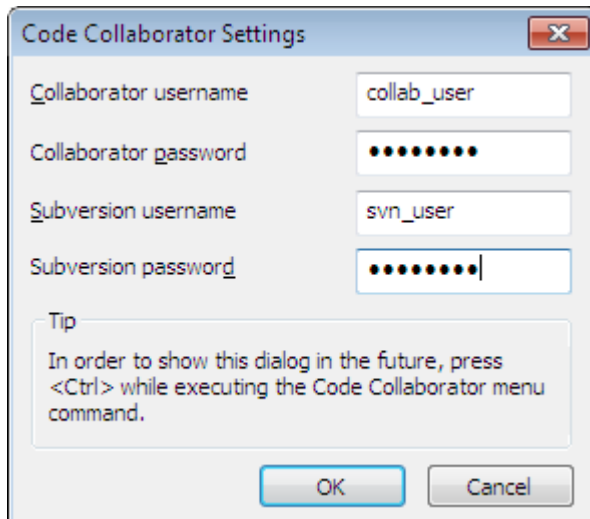 Code Collaborator Settings
Collaborator username collab_user
Collaborator password ●●●●●●●●
Subversion username svn_user
Subversion password ●●●●●●●●
Tip
In order to show this dialog in the future, press
<Ctrl> while executing the Code Collaborator menu
command.
OK Cancel